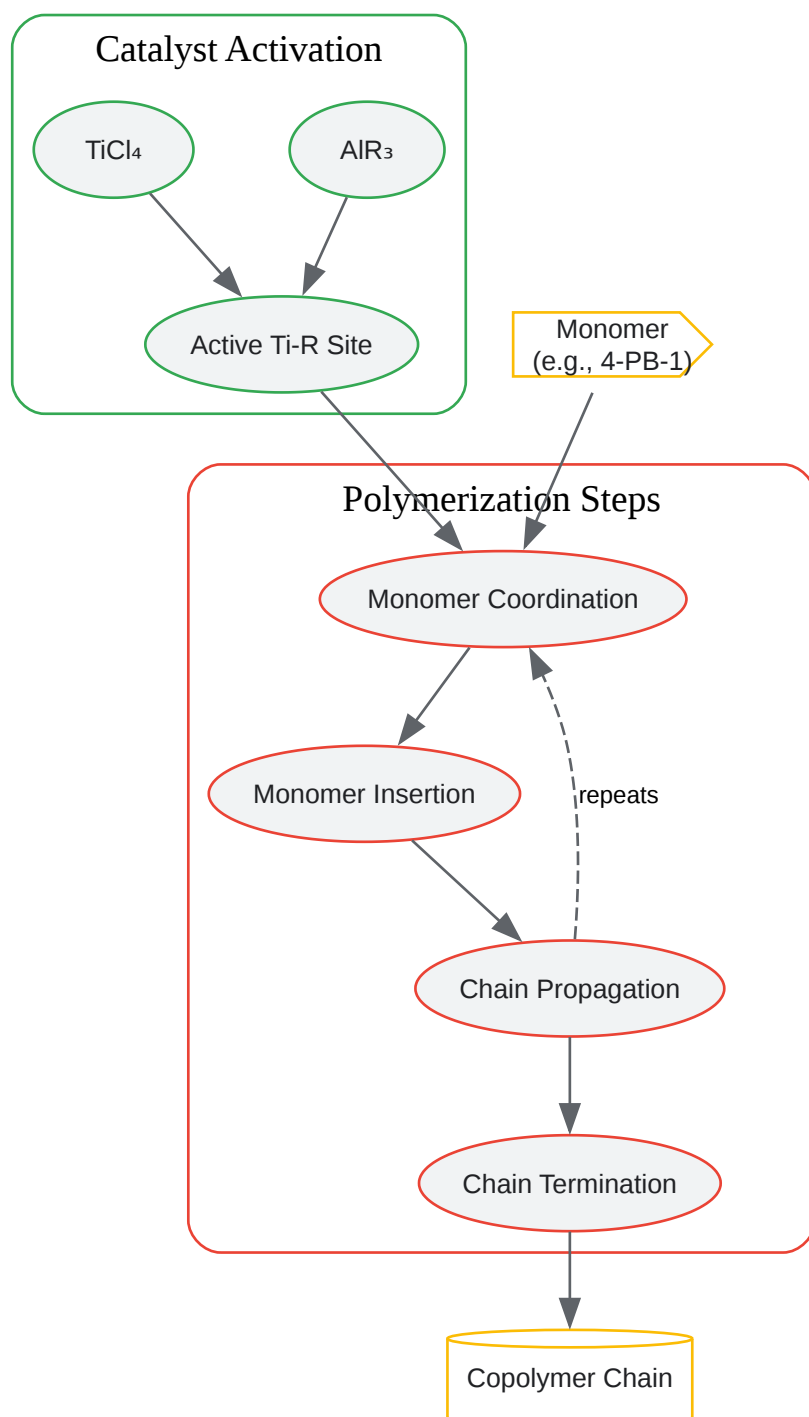 Catalyst Activation
TiCl₄
AlR₃
Active Ti-R Site
Monomer
(e.g., 4-PB-1)
Polymerization Steps
Monomer Coordination
Monomer Insertion
repeats
Chain Propagation
Chain Termination
Copolymer Chain